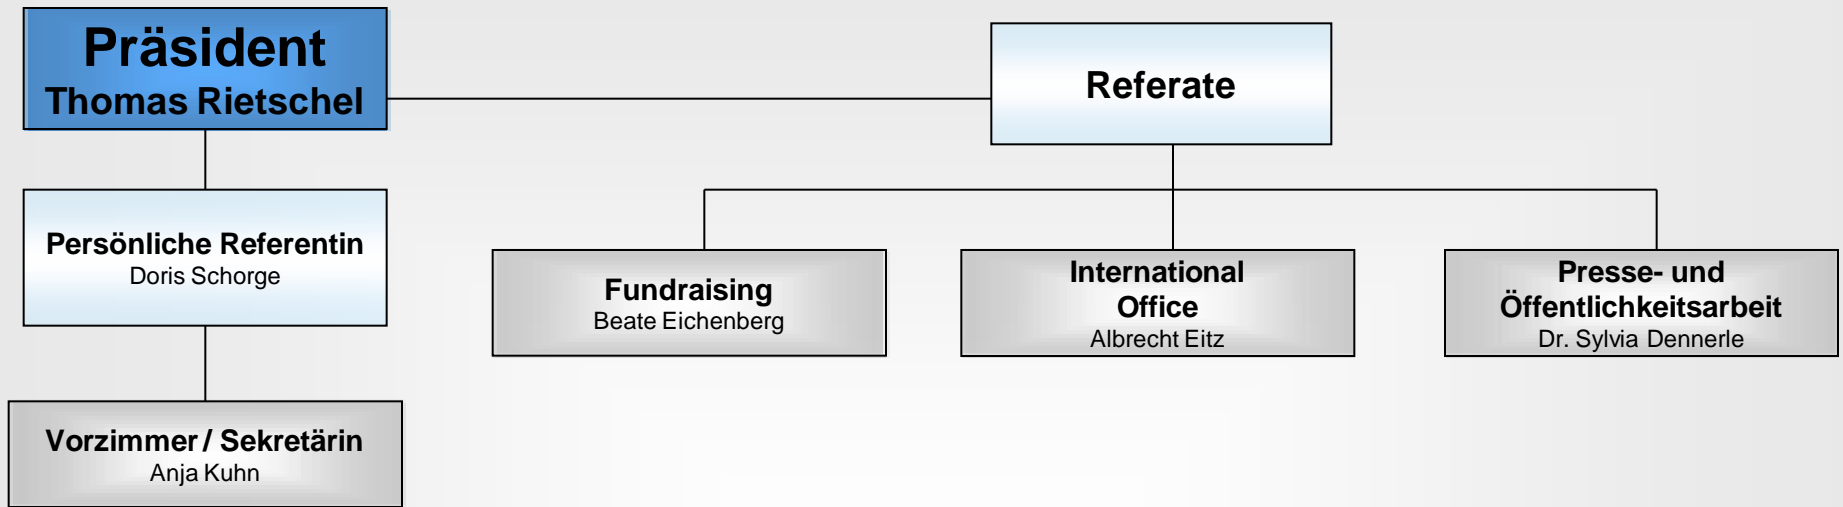 Präsident
Thomas Rietschel
Referate
Persönliche Referentin
Doris Schorge
Fundraising
Beate Eichenberg
International
Office
Albrecht Eitz
Presse- und
Öffentlichkeitsarbeit
Dr. Sylvia Dennerle
Vorzimmer / Sekretärin
Anja Kuhn